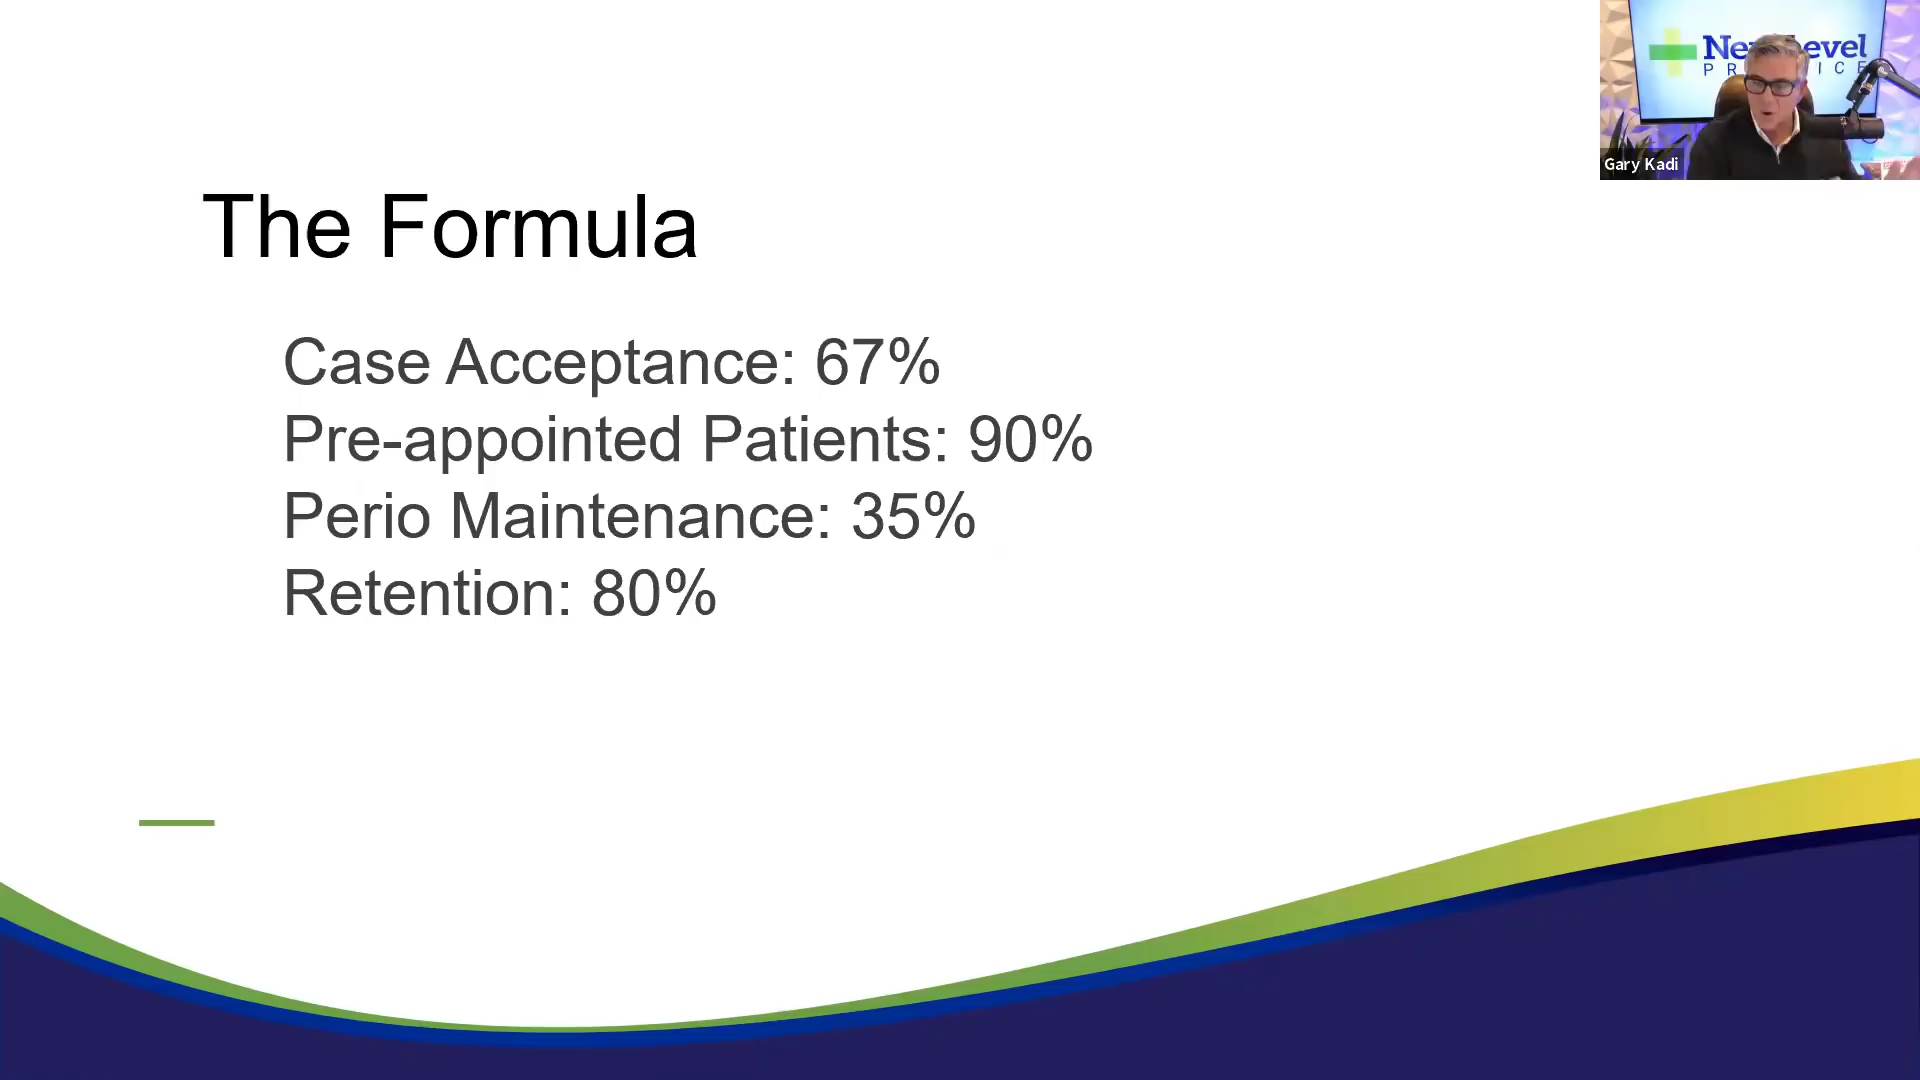 The Formula
Case Acceptance: 67%
Pre-appointed Patients: 90%
Perio Maintenance: 35%
Retention: 80%
Gary Kadi